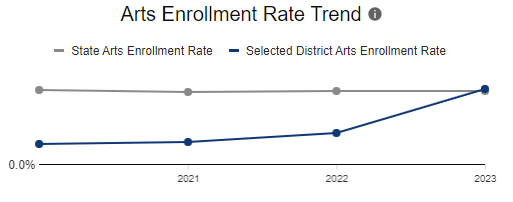 Arts Enrollment Rate Trend
State Arts Enrollment Rate Selected District Arts Enrollment Rate
0.0%
2021 2022 2023